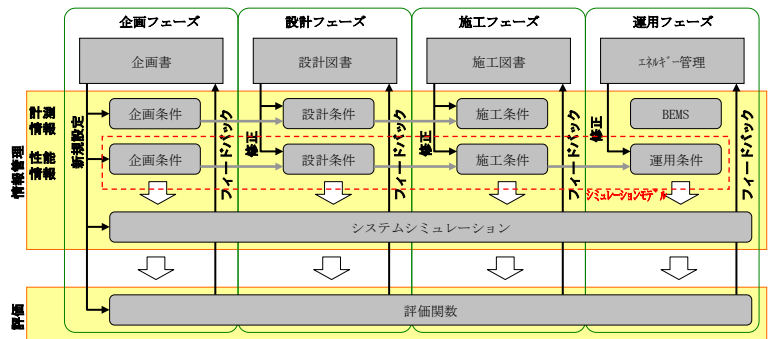 企画フェーズ
設計フェーズ
施工フェーズ
運用フェーズ
企画書
設計図書
施工図書
ｴﾈﾙｷﾞｰ管理
情報管理
計測
情報
企画条件
設計条件
施工条件
BEMS
性能
情報
企画条件
設計条件
施工条件
運用条件
新規設定
フィードバック
修正
フィードバック
修正
フィードバック
修正
フィードバック
ｼﾐｭﾚｰｼｮﾝﾓﾃﾞﾙ
システムシミュレーション
評価
評価関数